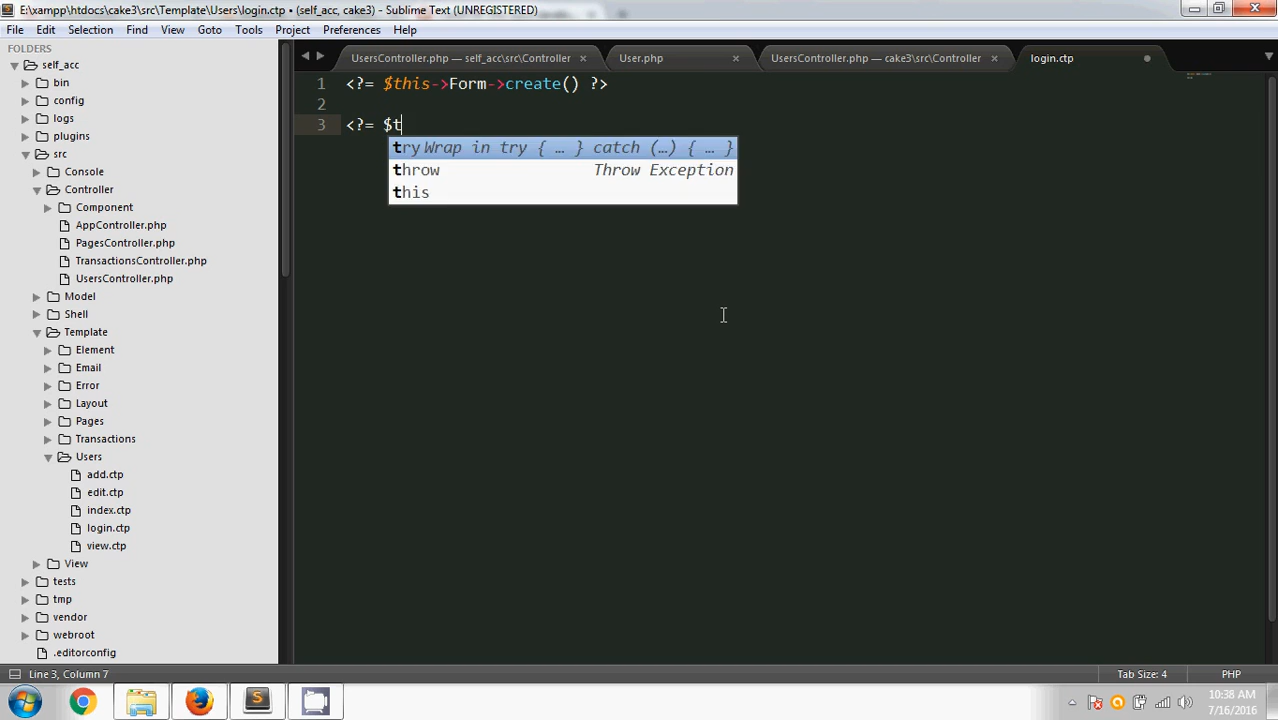 E:\xampp\htdocs\cake3\src\Template\Users\login.ctp • (self_acc, cake3) - Sublime Text (UNREGISTERED)
File Edit Selection Find View Goto Tools Project Preferences Help
FOLDERS
self_acc
bin
config
logs
plugins
src
Console
Controller
Component
AppController.php
PagesController.php
TransactionsController.php
UsersController.php
Model
Shell
Template
Element
Email
Error
Layout
Pages
Transactions
Users
add.ctp
edit.ctp
index.ctp
login.ctp
view.ctp
View
tests
tmp
vendor
webroot
.editorconfig
UsersController.php — self_acc\src\Controller × User.php × UsersController.php — cake3\src\Controller × login.ctp
1 <?= $this->Form->create() ?>
2
3 <?= $t
try Wrap in try { … } catch (…) { … }
throw Throw Exception
this
Line 3, Column 7 Tab Size: 4 PHP
10:38 AM
7/16/2016